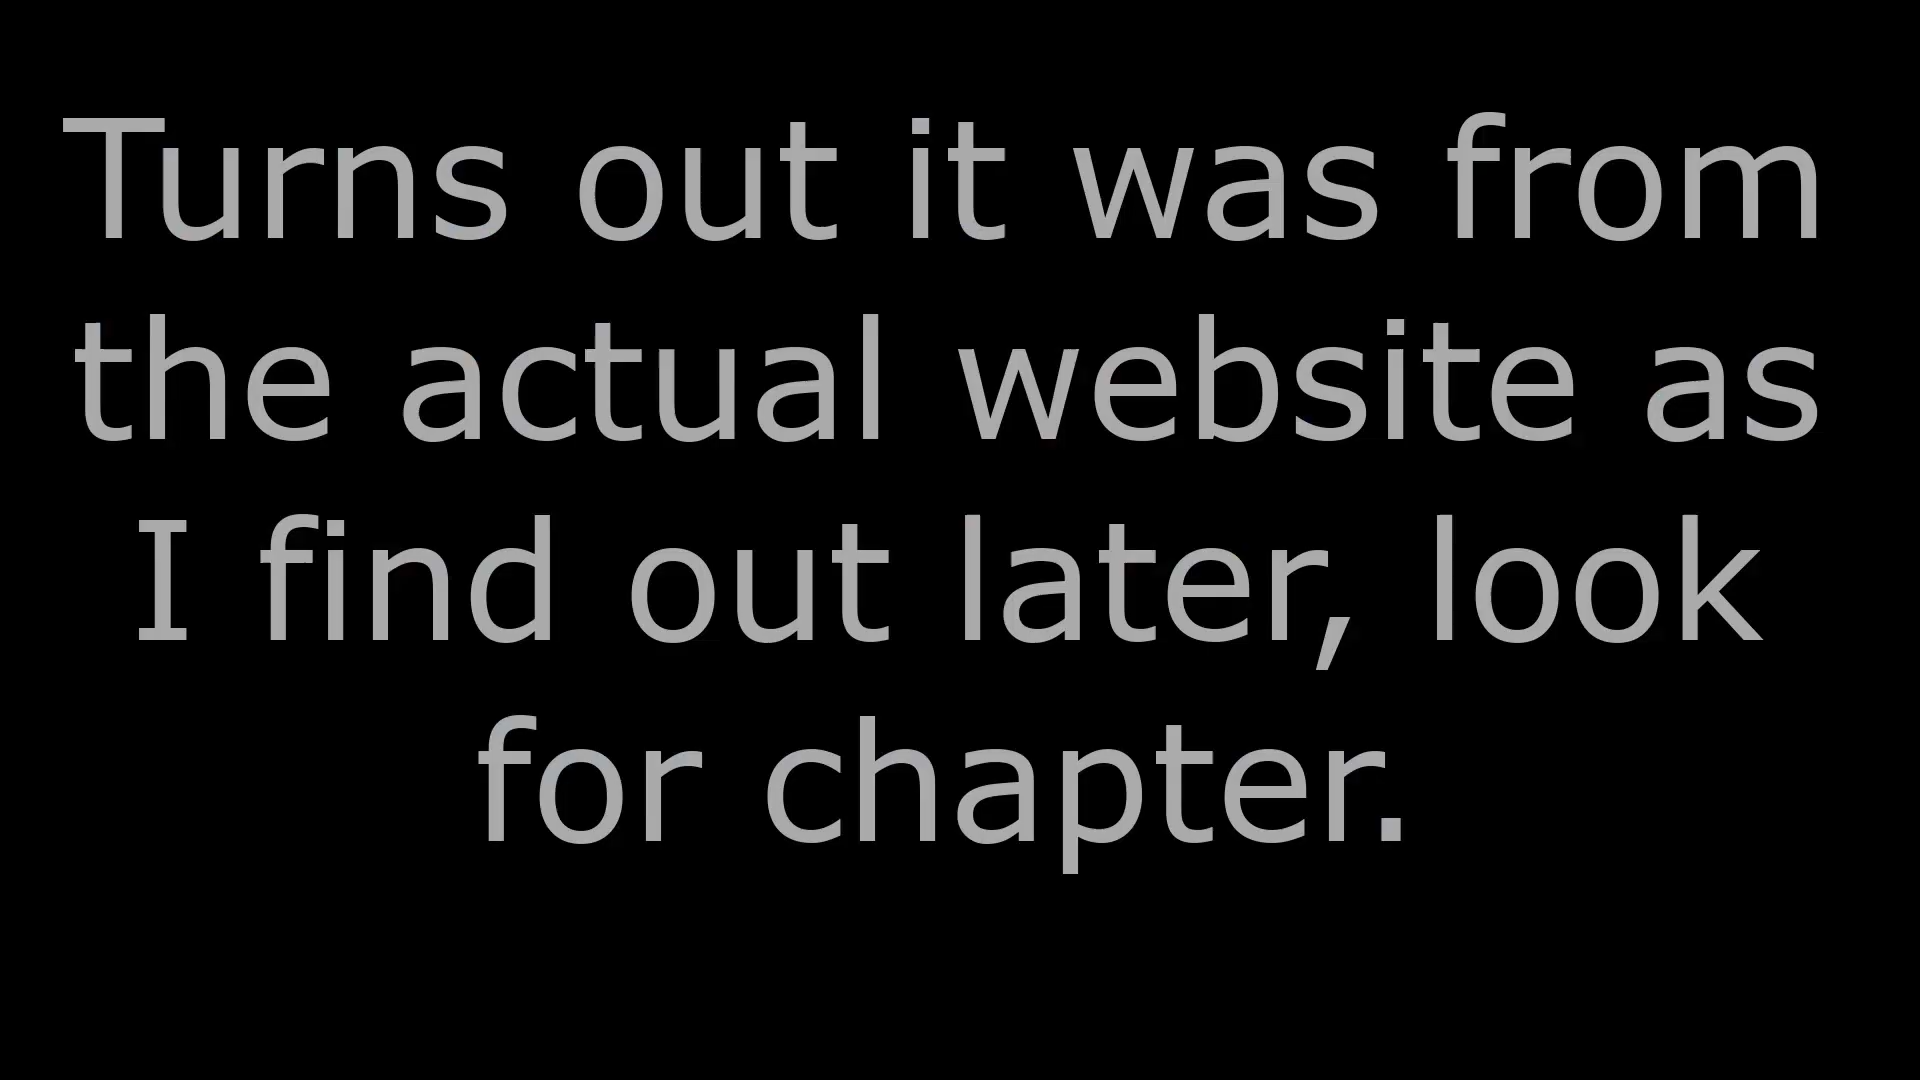 Turns out it was from
the actual website as
I find out later, look
for chapter.